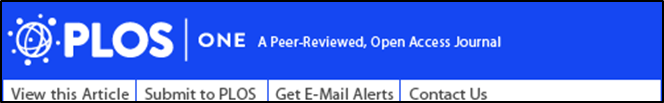 PLOS ONE A Peer-Reviewed, Open Access Journal
View this Article Submit to PLOS Get E-Mail Alerts Contact Us